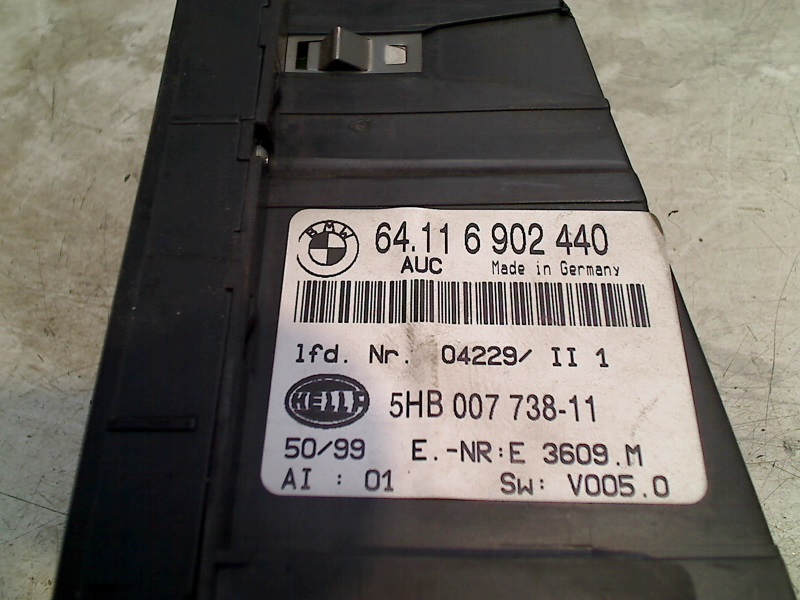 BMW 64.11 6 902 440
AUC Made in Germany
lfd. Nr. 04229/ II 1
HELLA 5HB 007 738-11
50/99 E.-NR:E 3609.M
AI : 01 Sw: V005.0